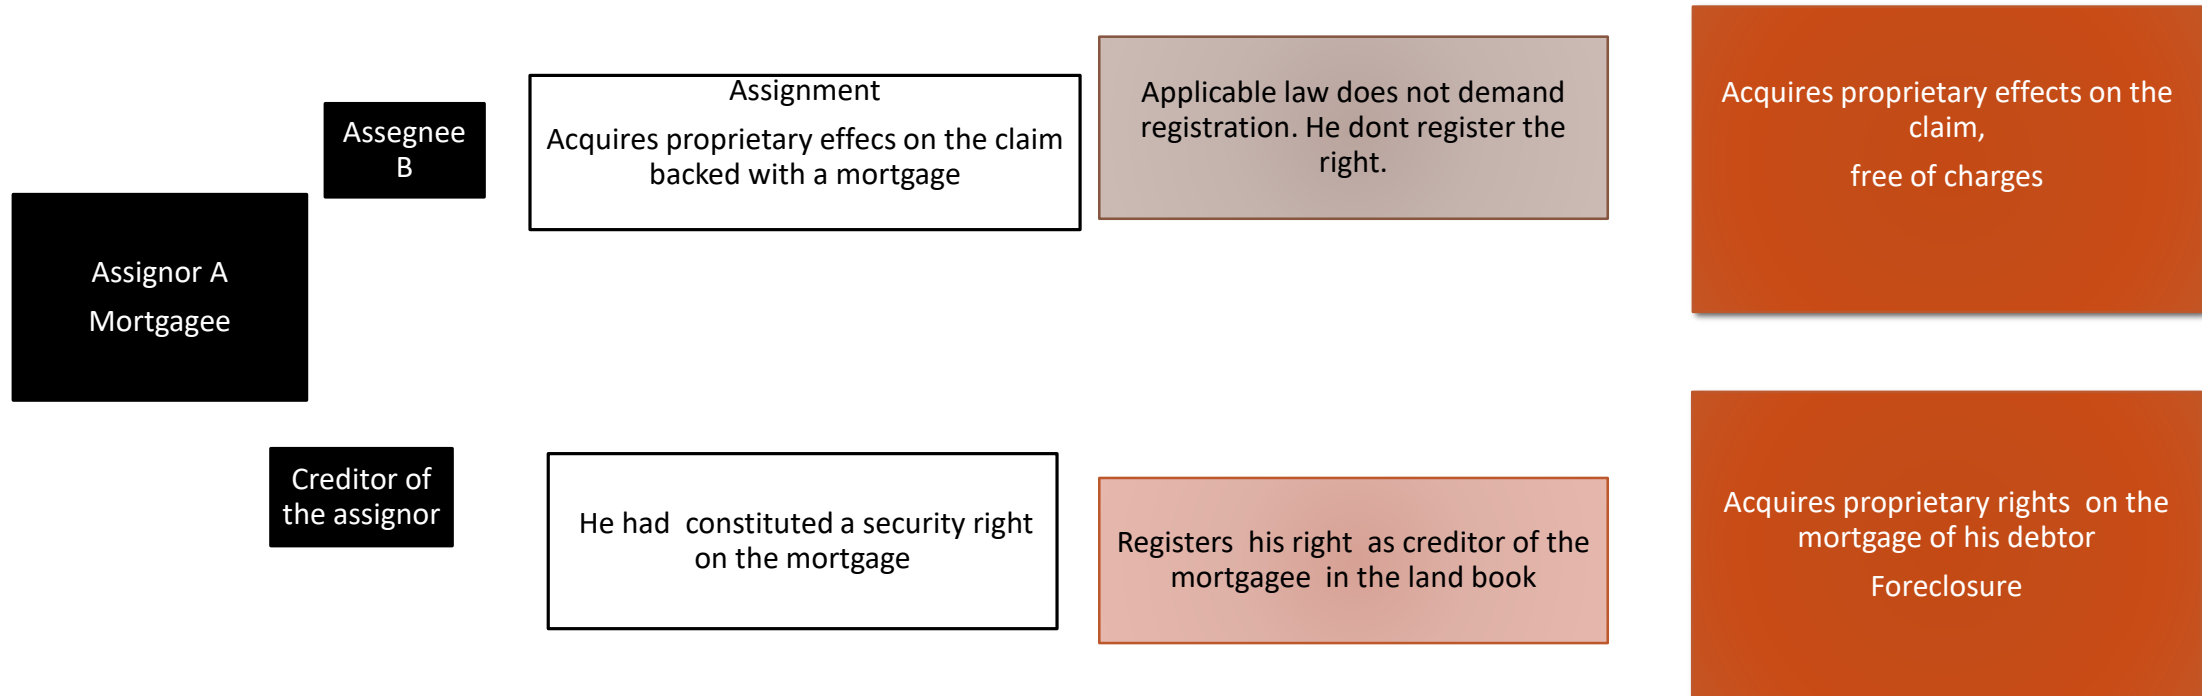 Assignor A
Mortgagee
Assegnee
B
Assignment
Acquires proprietary effecs on the claim
backed with a mortgage
Applicable law does not demand
registration. He dont register the
right.
Acquires proprietary effects on the
claim,
free of charges
Creditor of
the assignor
He had constituted a security right
on the mortgage
Registers his right as creditor of the
mortgagee in the land book
Acquires proprietary rights on the
mortgage of his debtor
Foreclosure